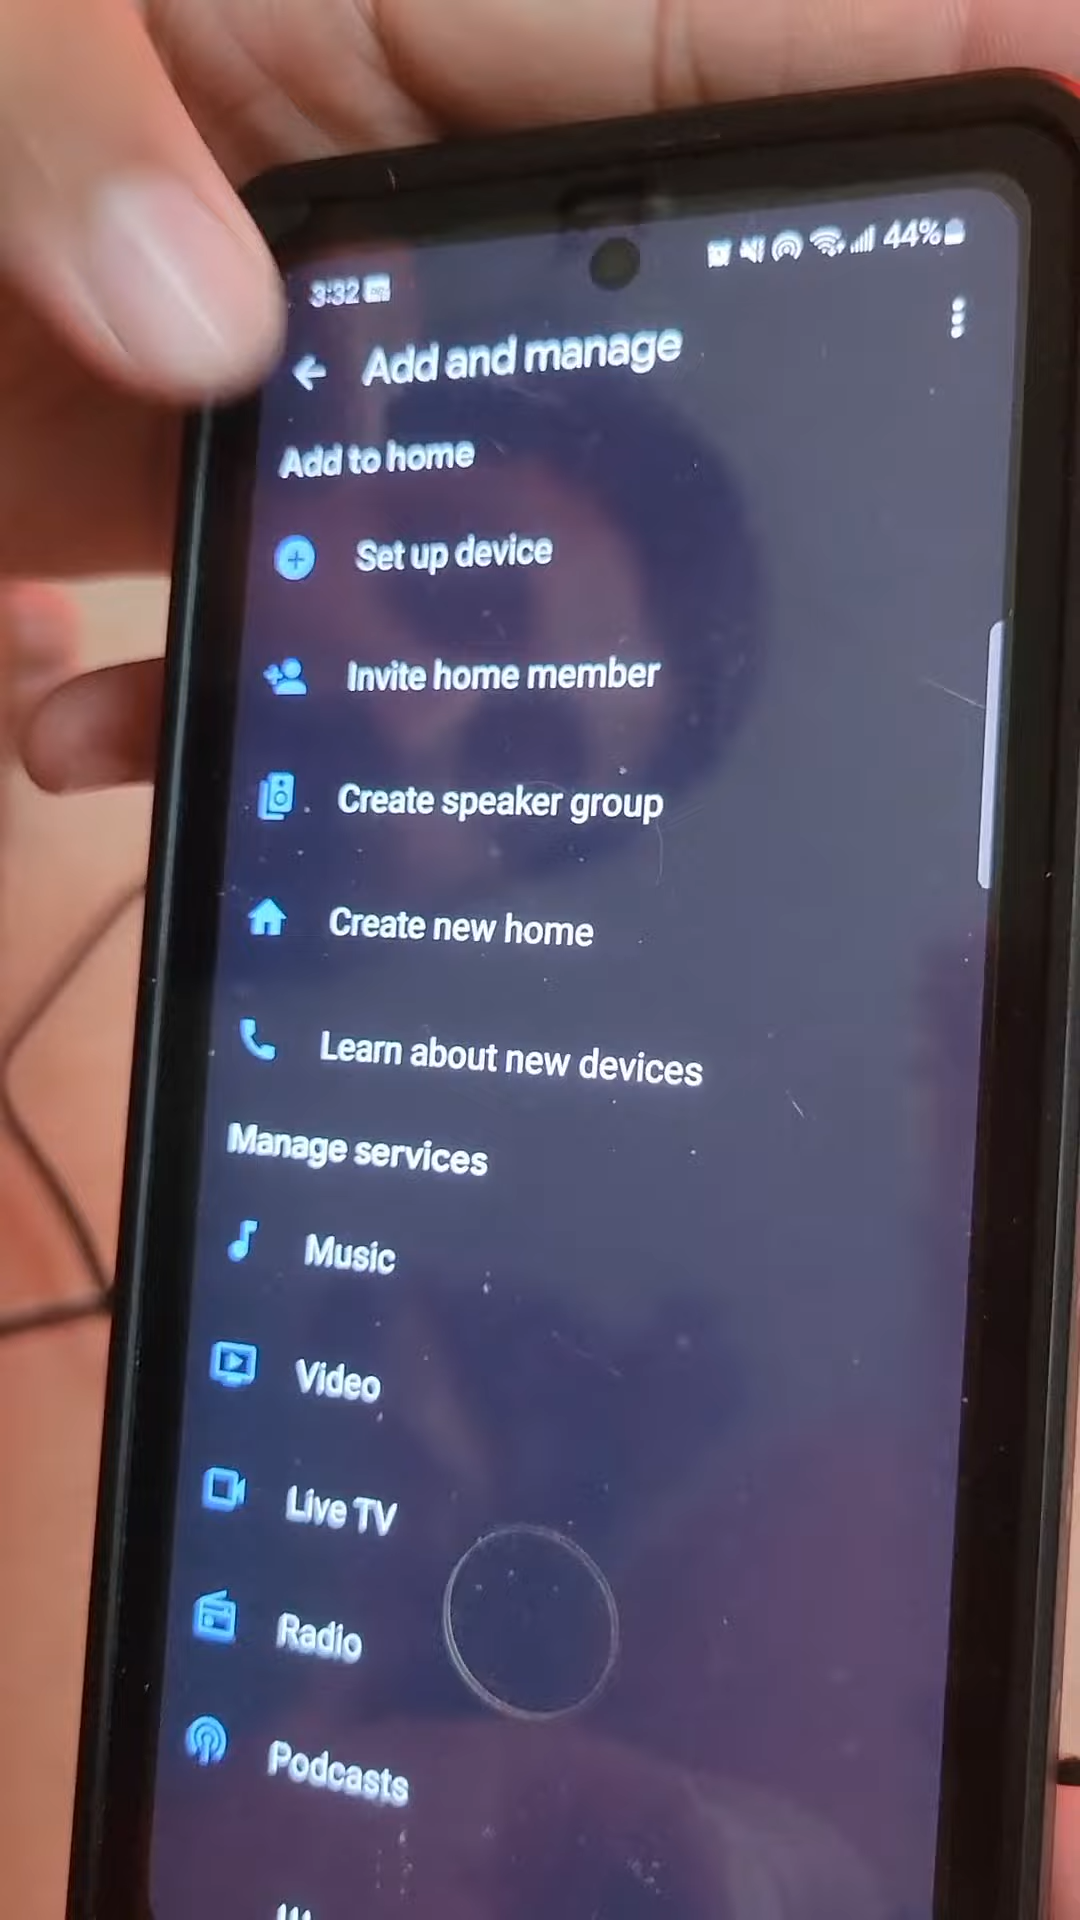 3:32
44%
Add and manage
Add to home
Set up device
Invite home member
Create speaker group
Create new home
Learn about new devices
Manage services
Music
Video
Live TV
Radio
Podcasts